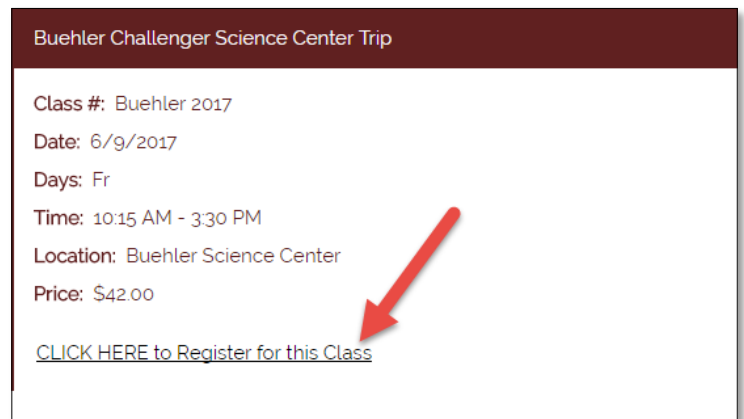 Buehler Challenger Science Center Trip
Class #: Buehler 2017
Date: 6/9/2017
Days: Fr
Time: 10:15 AM - 3:30 PM
Location: Buehler Science Center
Price: $42.00
CLICK HERE to Register for this Class